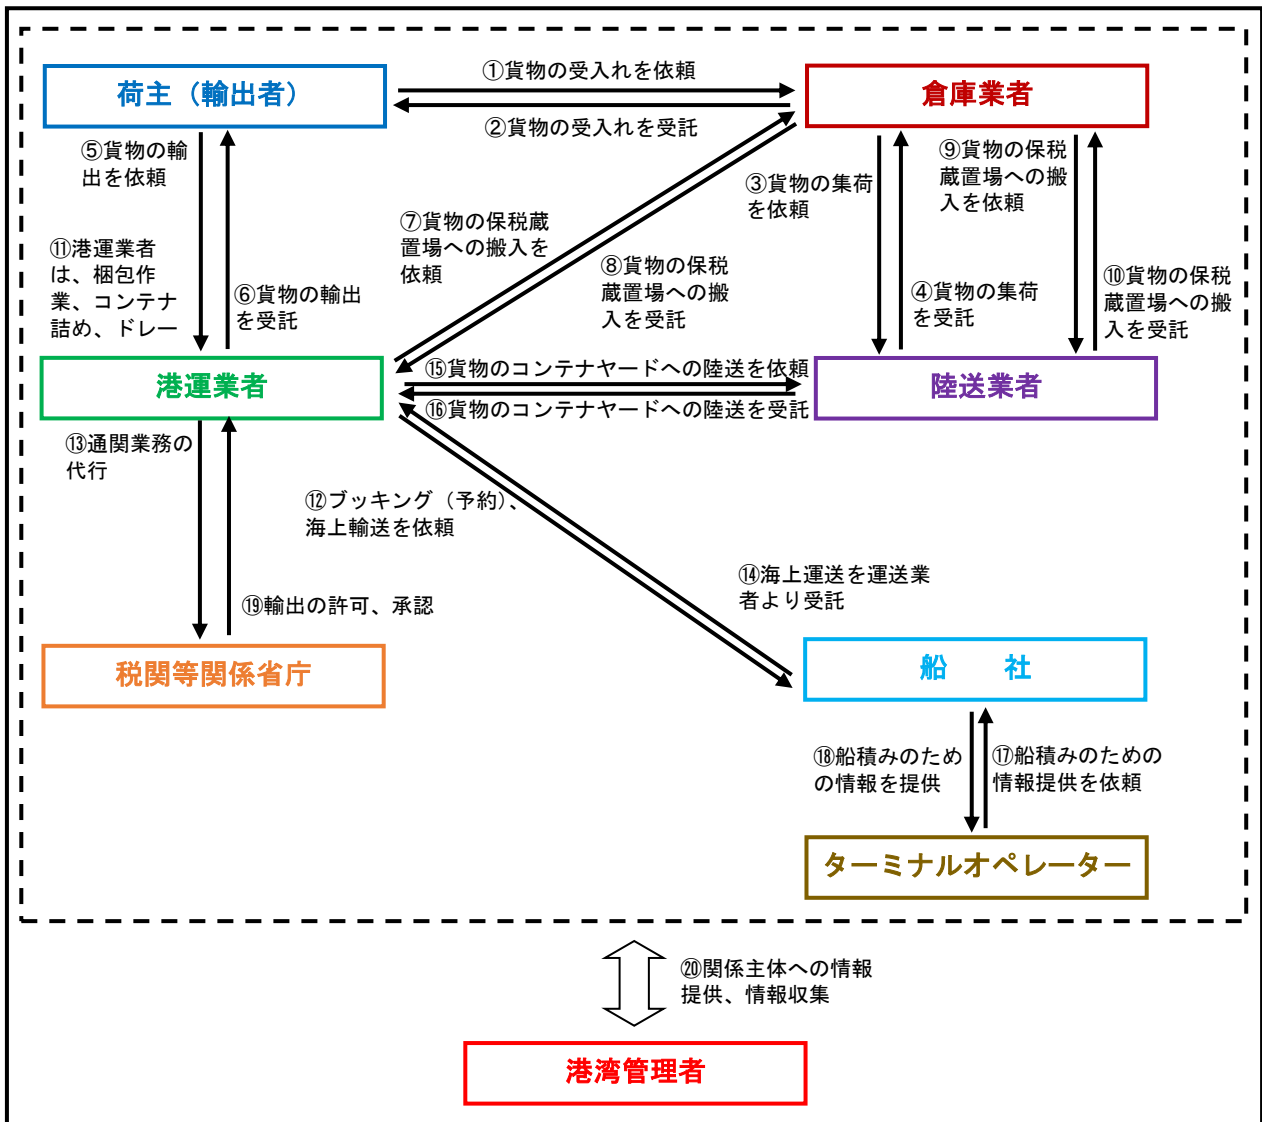 ①貨物の受入れを依頼
荷主（輸出者）
倉庫業者
②貨物の受入れを受託
⑤貨物の輸
出を依頼
③貨物の集荷
を依頼
⑨貨物の保税
蔵置場への搬
入を依頼
⑦貨物の保税蔵
置場への搬入を
依頼
⑪港運業者
は、梱包作
業、コンテナ
詰め、ドレー
⑥貨物の輸出
を受託
⑧貨物の保税
蔵置場への搬
入を受託
④貨物の集荷
を受託
⑩貨物の保税
蔵置場への搬
入を受託
港運業者
⑮貨物のコンテナヤードへの陸送を依頼
⑯貨物のコンテナヤードへの陸送を受託
陸送業者
⑬通関業務の
代行
⑫ブッキング（予約）、
海上輸送を依頼
⑭海上運送を運送業
者より受託
⑲輸出の許可、承認
税関等関係省庁
船　　社
⑱船積みのため
の情報を提供
⑰船積みのための
情報提供を依頼
ターミナルオペレーター
⑳関係主体への情報
提供、情報収集
港湾管理者